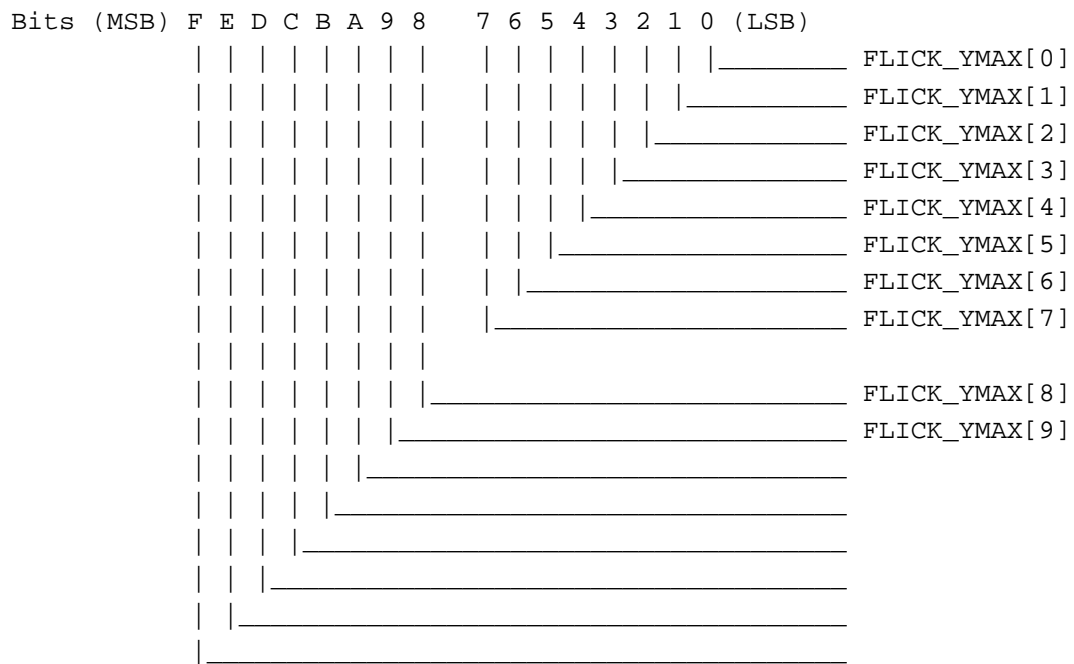 Bits (MSB) F E D C B A 9 8 7 6 5 4 3 2 1 0 (LSB)
FLICK_YMAX[0]
FLICK_YMAX[1]
FLICK_YMAX[2]
FLICK_YMAX[3]
FLICK_YMAX[4]
FLICK_YMAX[5]
FLICK_YMAX[6]
FLICK_YMAX[7]
FLICK_YMAX[8]
FLICK_YMAX[9]